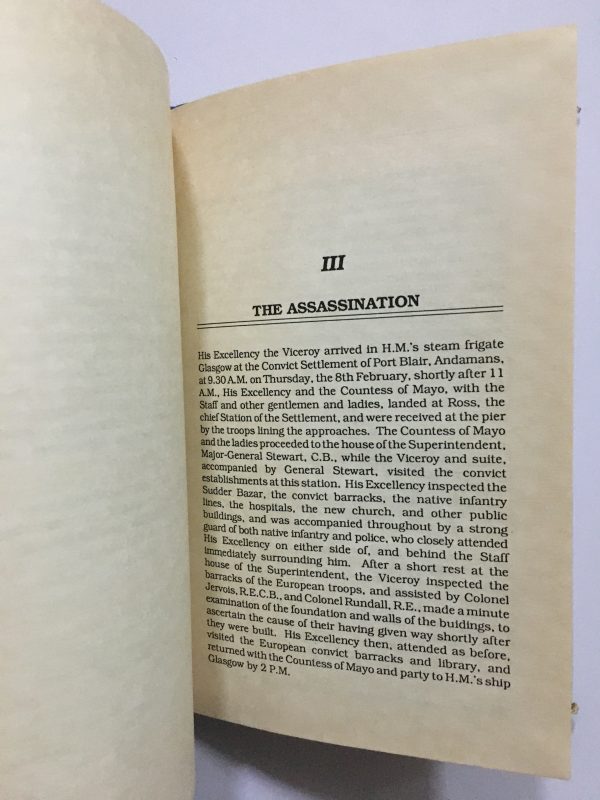 III
THE ASSASSINATION
His Excellency the Viceroy arrived in H.M.'s steam frigate
Glasgow at the Convict Settlement of Port Blair, Andamans,
at 9.30 A.M. on Thursday, the 8th February, shortly after 11
A.M., His Excellency and the Countess of Mayo, with the
Staff and other gentlemen and ladies, landed at Ross, the
chief Station of the Settlement, and were received at the pier
by the troops lining the approaches. The Countess of Mayo
and the ladies proceeded to the house of the Superintendent,
Major-General Stewart, C.B., while the Viceroy and suite,
accompanied by General Stewart, visited the convict
establishments at this station. His Excellency inspected the
Sudder Bazar, the convict barracks, the native infantry
lines, the hospitals, the new church, and other public
buildings, and was accompanied throughout by a strong
guard of both native infantry and police, who closely attended
His Excellency on either side of, and behind the Staff
immediately surrounding him. After a short rest at the
house of the Superintendent, the Viceroy inspected the
barracks of the European troops, and assisted by Colonel
Jervois, R.E.C.B., and Colonel Rundall, R.E., made a minute
examination of the foundation and walls of the buidings, to
ascertain the cause of their having given way shortly after
they were built. His Excellency then, attended as before,
visited the European convict barracks and library, and
returned with the Countess of Mayo and party to H.M.'s ship
Glasgow by 2 P.M.